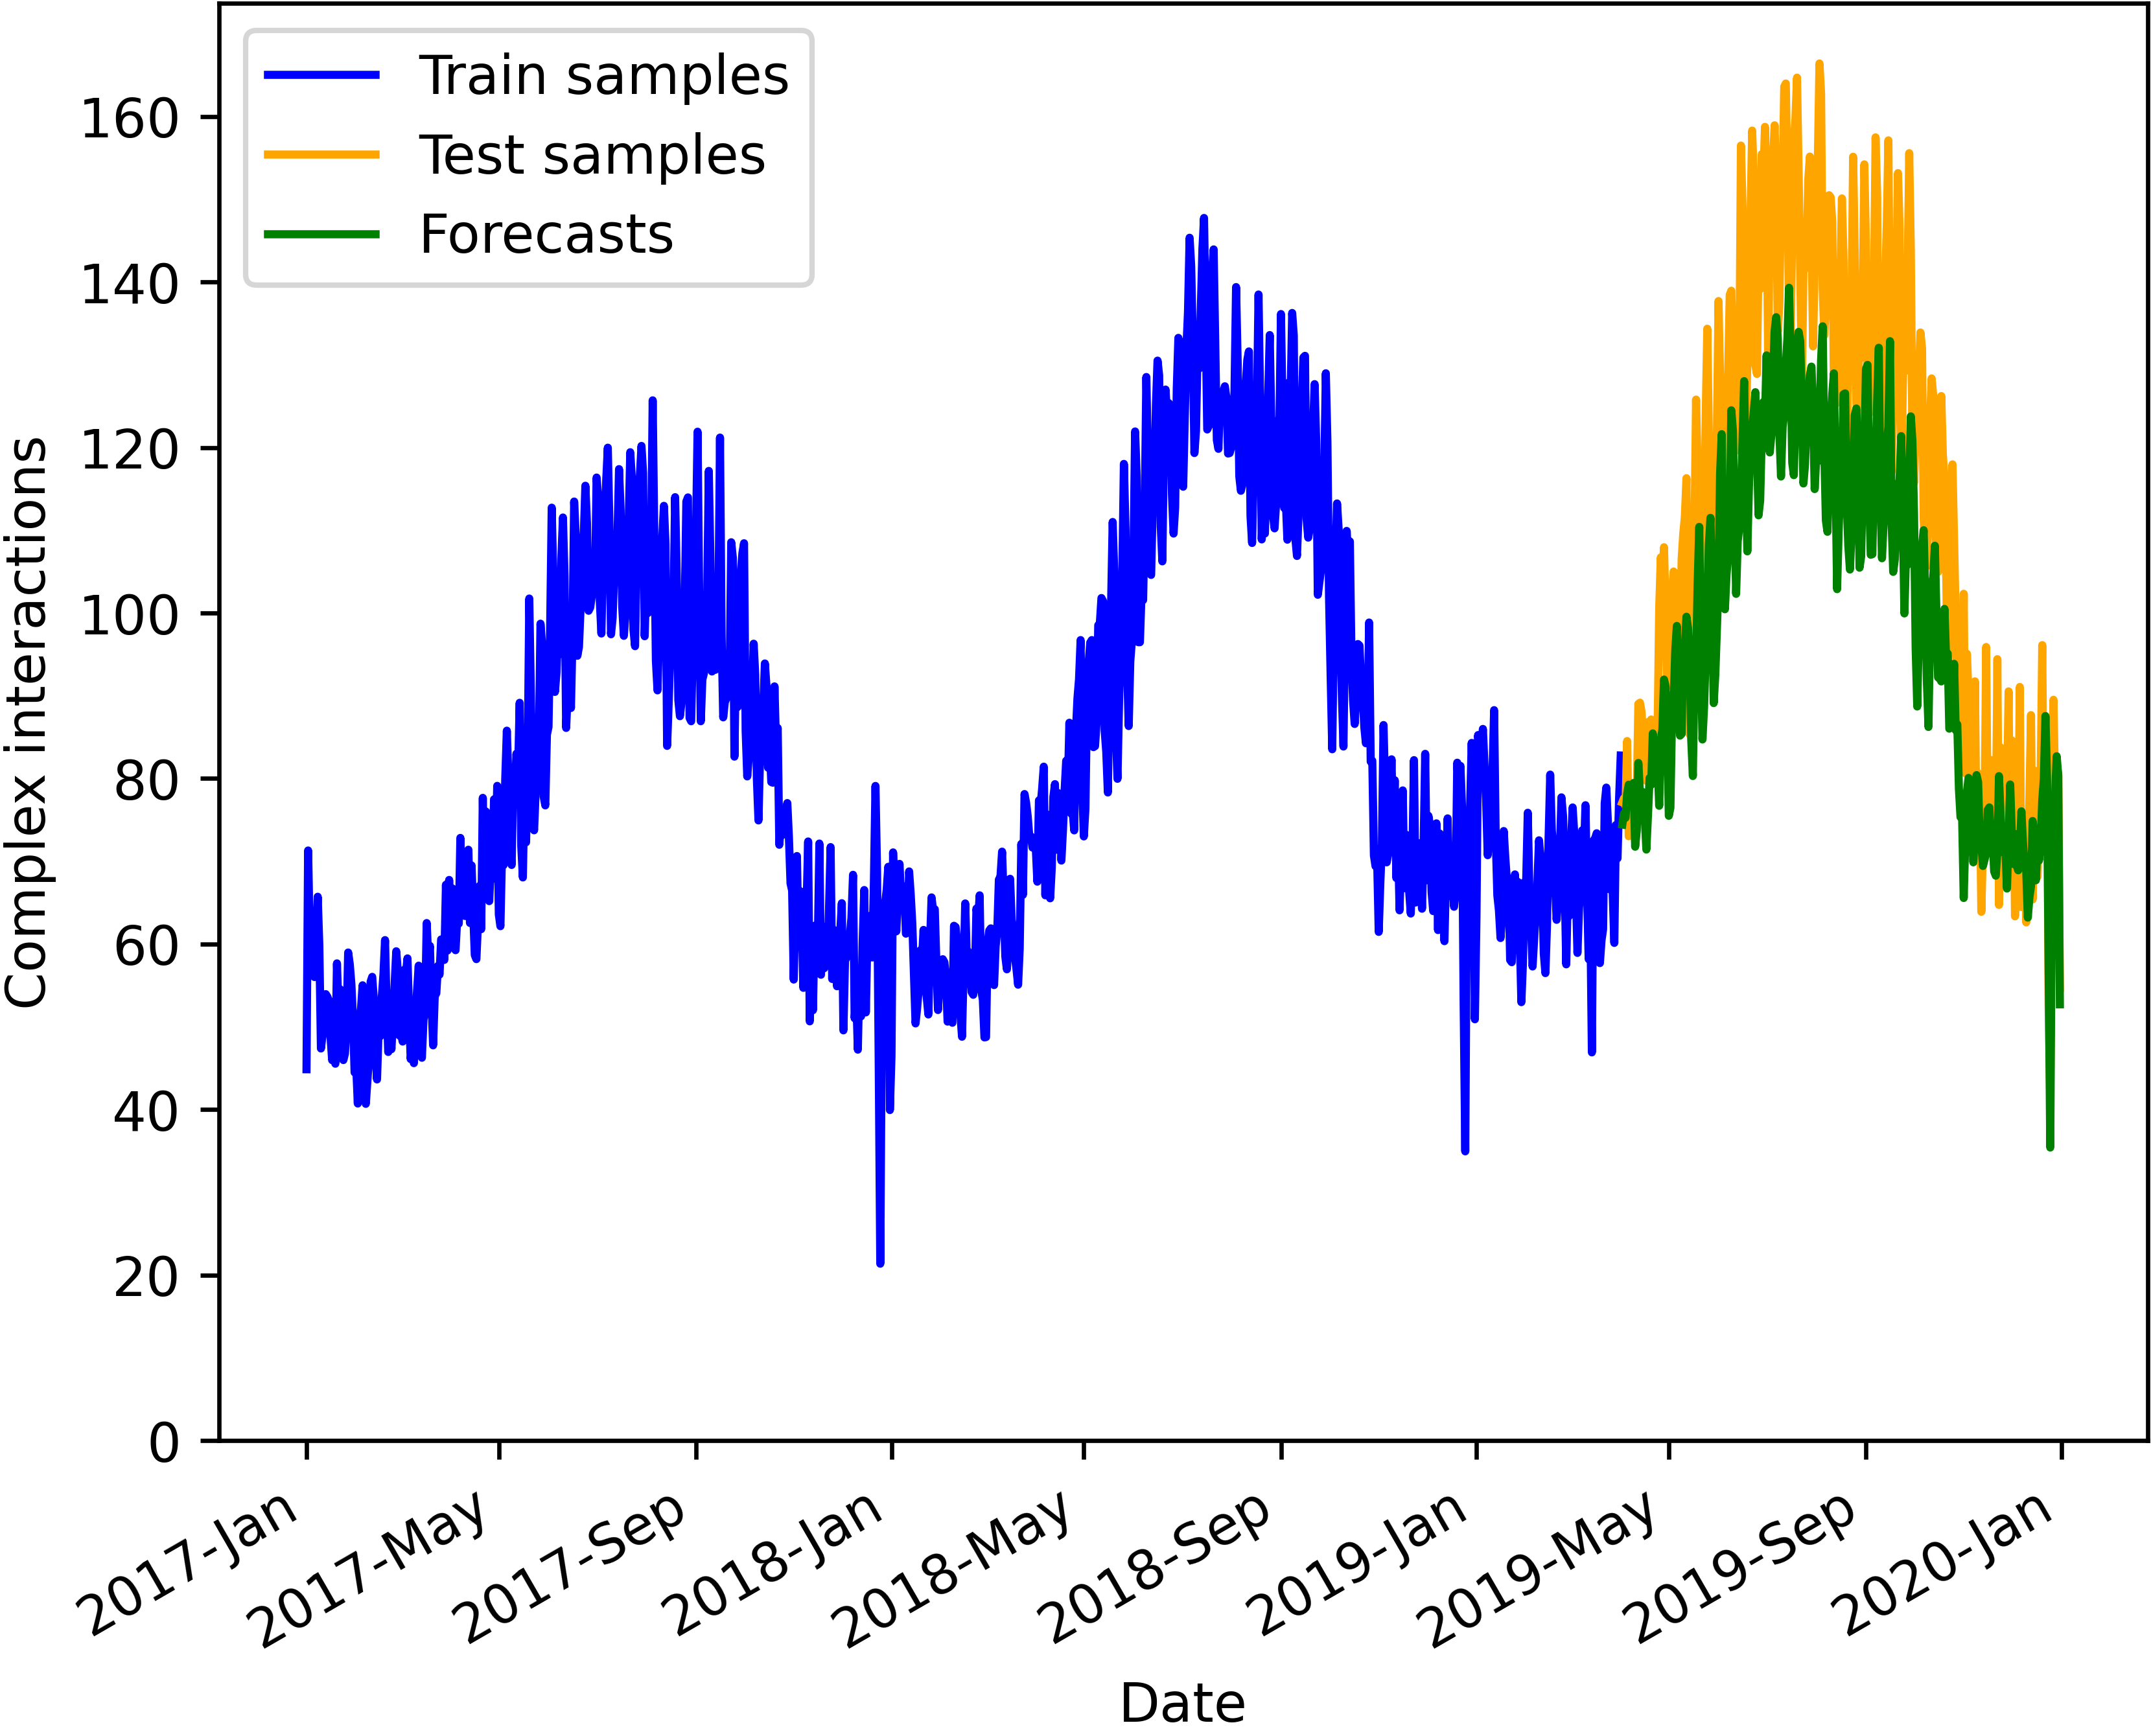 Train samples
Test samples
Forecasts
Complex interactions
160
140
120
100
80
60
40
20
0
2017-Jan
2017-May
2017-Sep
2018-Jan
2018-May
2018-Sep
2019-Jan
2019-May
2019-Sep
2020-Jan
Date